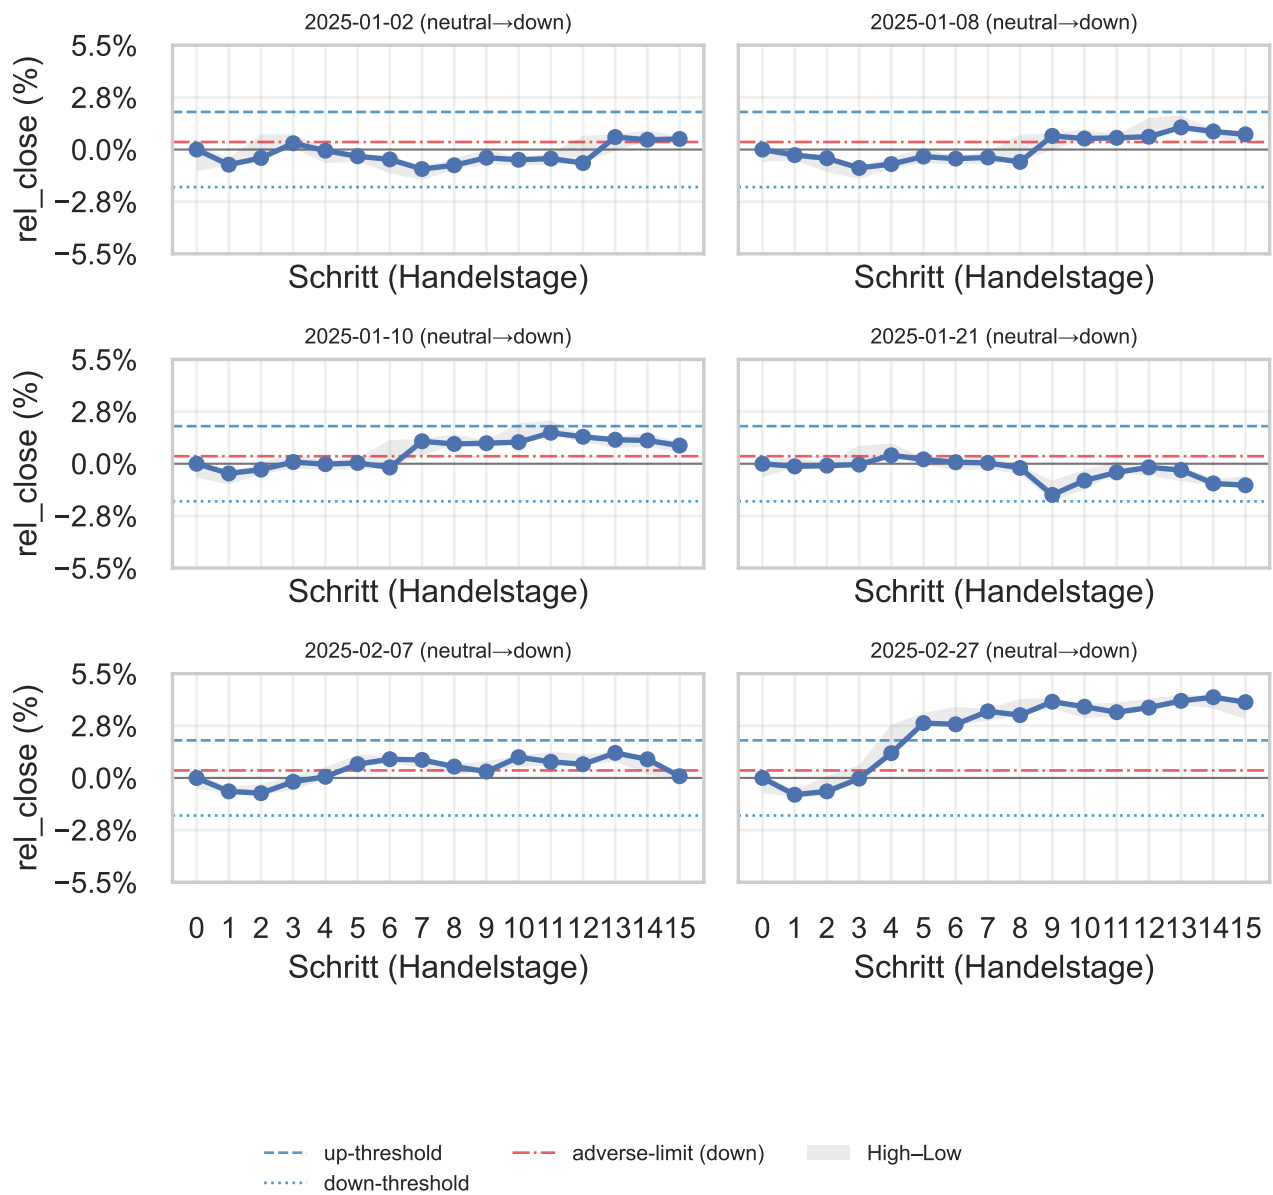 2025-01-02 (neutral→down)
2025-01-08 (neutral→down)
5.5%
2.8%
0.0%
−2.8%
−5.5%
rel_close (%)
Schritt (Handelstage)
Schritt (Handelstage)
2025-01-10 (neutral→down)
2025-01-21 (neutral→down)
5.5%
2.8%
0.0%
−2.8%
−5.5%
rel_close (%)
Schritt (Handelstage)
Schritt (Handelstage)
2025-02-07 (neutral→down)
2025-02-27 (neutral→down)
5.5%
2.8%
0.0%
−2.8%
−5.5%
rel_close (%)
0 1 2 3 4 5 6 7 8 9 10 11 12 13 14 15
0 1 2 3 4 5 6 7 8 9 10 11 12 13 14 15
Schritt (Handelstage)
Schritt (Handelstage)
up-threshold
down-threshold
adverse-limit (down)
High–Low